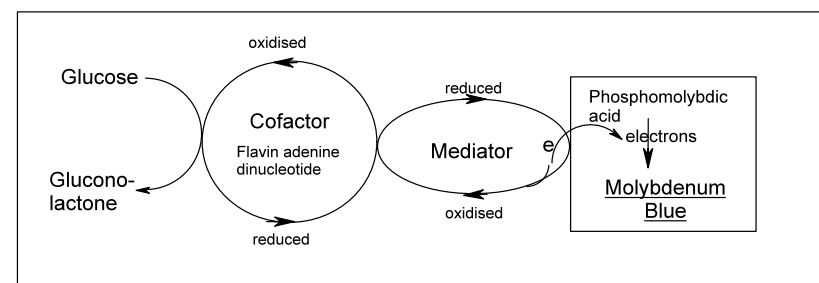 oxidised
Glucose
Cofactor
Flavin adenine
dinucleotide
Glucono-
lactone
reduced
reduced
Mediator
e
oxidised
Phosphomolybdic
acid
electrons
Molybdenum
Blue